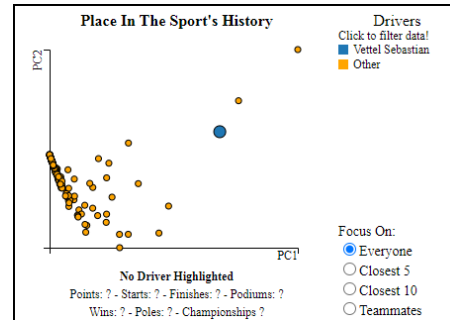 Place In The Sport's History
PC2
PC1
No Driver Highlighted
Points: ? - Starts: ? - Finishes: ? - Podiums: ?
Wins: ? - Poles: ? - Championships ?
Drivers
Click to filter data!
Vettel Sebastian
Other
Focus On:
Everyone
Closest 5
Closest 10
Teammates